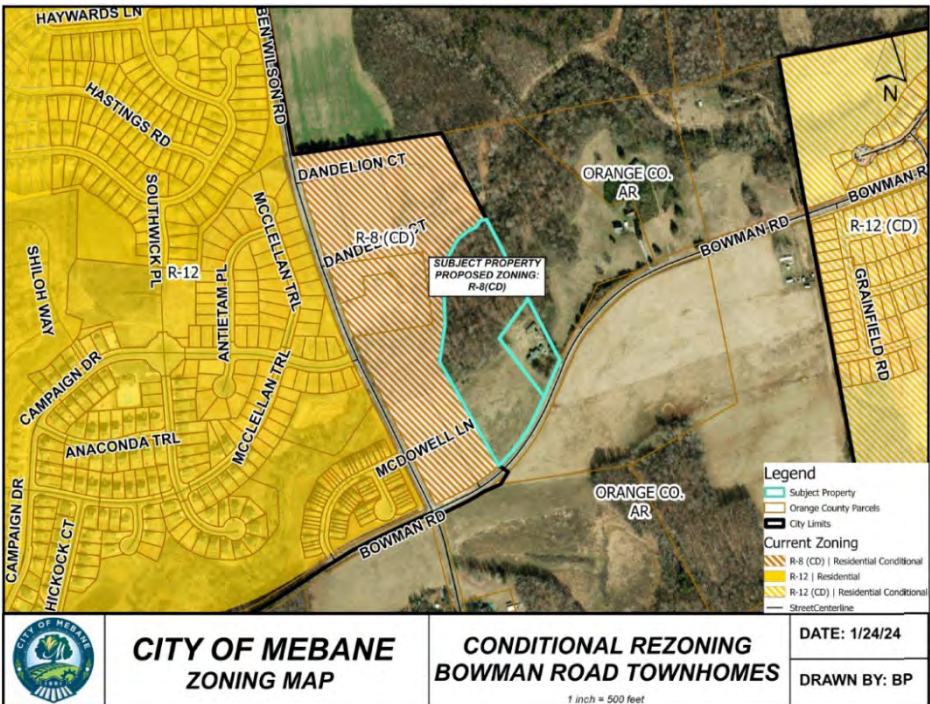 HAYWARDS LN
BEN WILSON RD
HASTINGS RD
N
DANDELION CT
ORANGE CO.
AR
BOWMAN R
SOUTHWICK PL
MCCLELLAN TRL
R-8 (CD)
DANDEL CT
BOWMAN RD
R-12 (CD)
SHILOH WAY
R-12
ANTIETAM PL
SUBJECT PROPERTY
PROPOSED ZONING:
R-8(CD)
GRAINFIELD RD
CAMPAIGN DR
MCCLELLAN TRL
ANACONDA TRL
MCDOWELL LN
ORANGE CO.
AR
CAMPAIGN DR
HICKOCK CT
BOWMAN RD
Legend
Subject Property
Orange County Parcels
City Limits
Current Zoning
R-8 (CD) | Residential Conditional
R-12 | Residential
R-12 (CD) | Residential Conditional
StreetCenterline
CITY OF MEBANE
1881
CITY OF MEBANE
ZONING MAP
CONDITIONAL REZONING
BOWMAN ROAD TOWNHOMES
1 inch = 500 feet
DATE: 1/24/24
DRAWN BY: BP